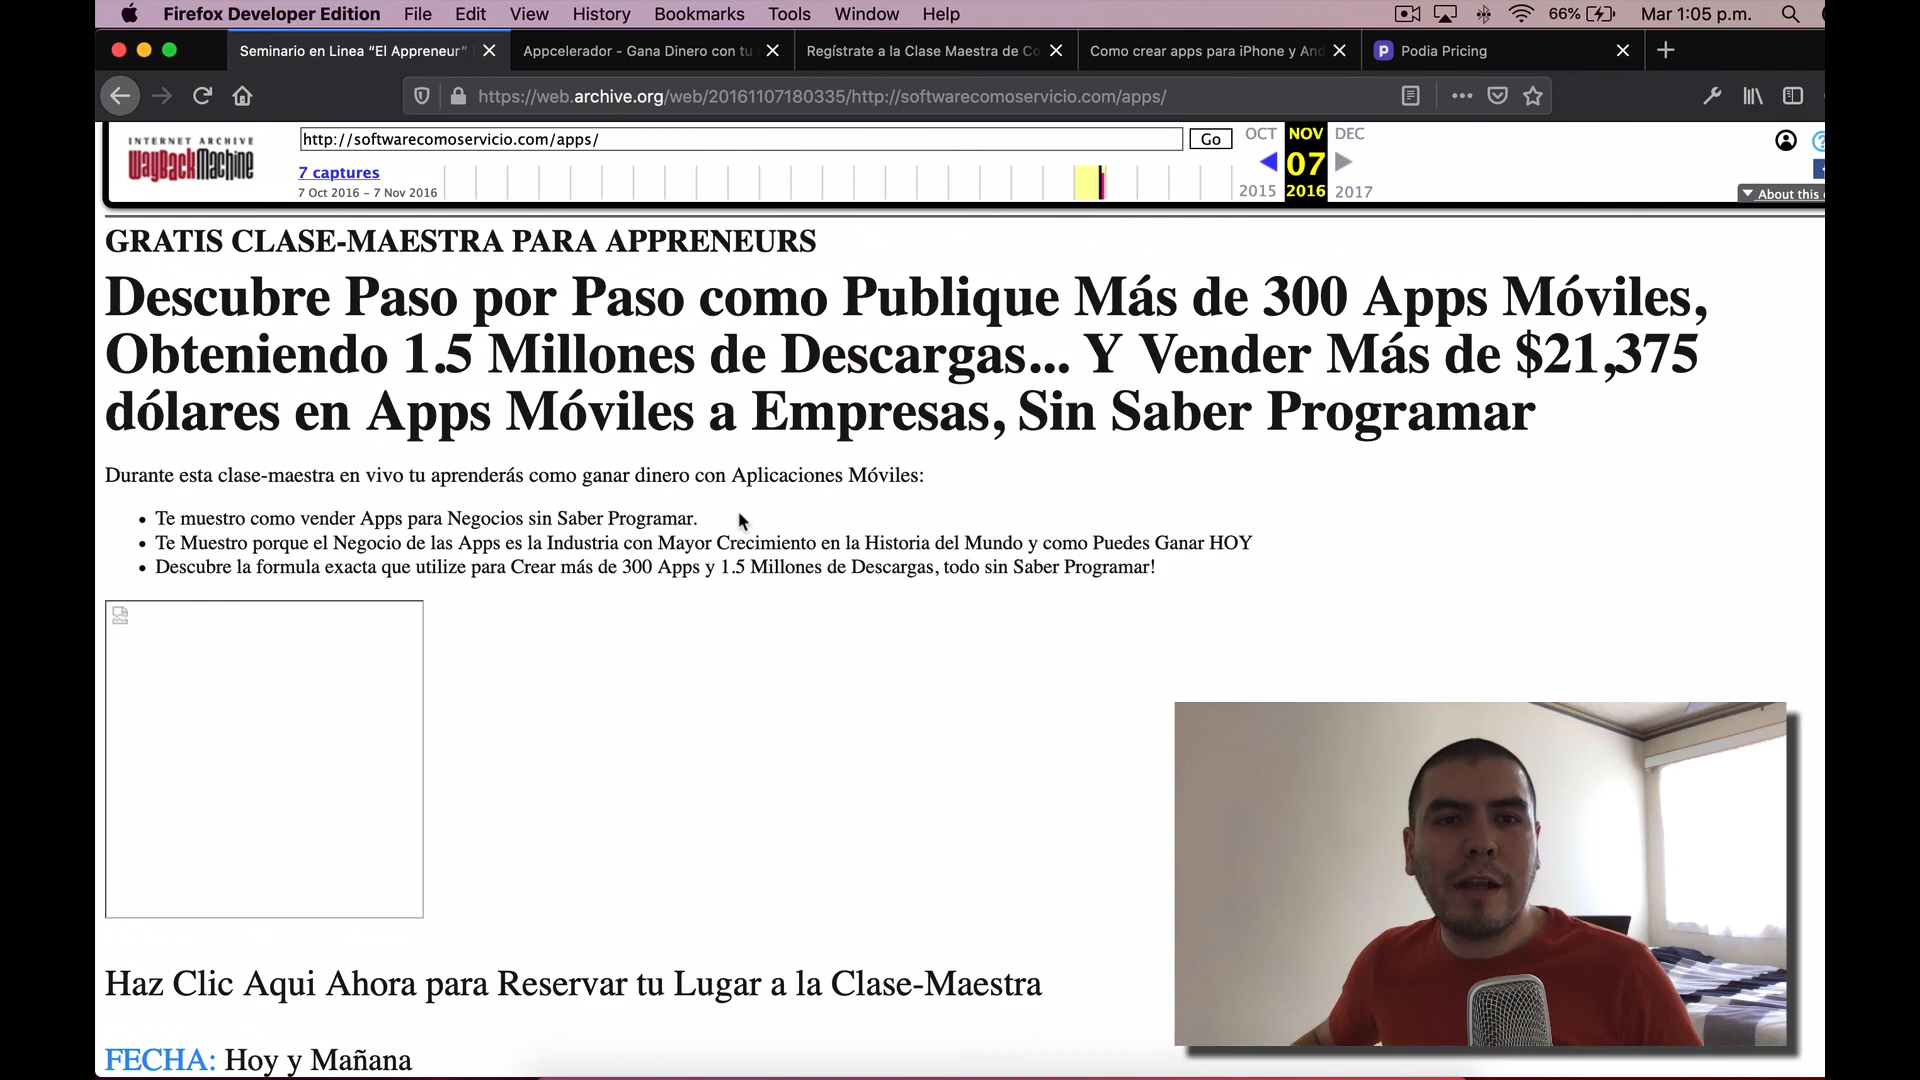 Firefox Developer Edition File Edit View History Bookmarks Tools Window Help 66% Mar 1:05 p.m.
Seminario en Linea “El Appreneur” Appcelerador - Gana Dinero con tu Regístrate a la Clase Maestra de Co Como crear apps para iPhone y And Podia Pricing
https://web.archive.org/web/20161107180335/http://softwarecomoservicio.com/apps/
INTERNET ARCHIVE
WayBackMachine
http://softwarecomoservicio.com/apps/ Go
7 captures
7 Oct 2016 – 7 Nov 2016
OCT NOV DEC
07
2015 2016 2017
About this
GRATIS CLASE-MAESTRA PARA APPRENEURS
Descubre Paso por Paso como Publique Más de 300 Apps Móviles,
Obteniendo 1.5 Millones de Descargas... Y Vender Más de $21,375
dólares en Apps Móviles a Empresas, Sin Saber Programar
Durante esta clase-maestra en vivo tu aprenderás como ganar dinero con Aplicaciones Móviles:
• Te muestro como vender Apps para Negocios sin Saber Programar.
• Te Muestro porque el Negocio de las Apps es la Industria con Mayor Crecimiento en la Historia del Mundo y como Puedes Ganar HOY
• Descubre la formula exacta que utilize para Crear más de 300 Apps y 1.5 Millones de Descargas, todo sin Saber Programar!
Haz Clic Aqui Ahora para Reservar tu Lugar a la Clase-Maestra
FECHA: Hoy y Mañana